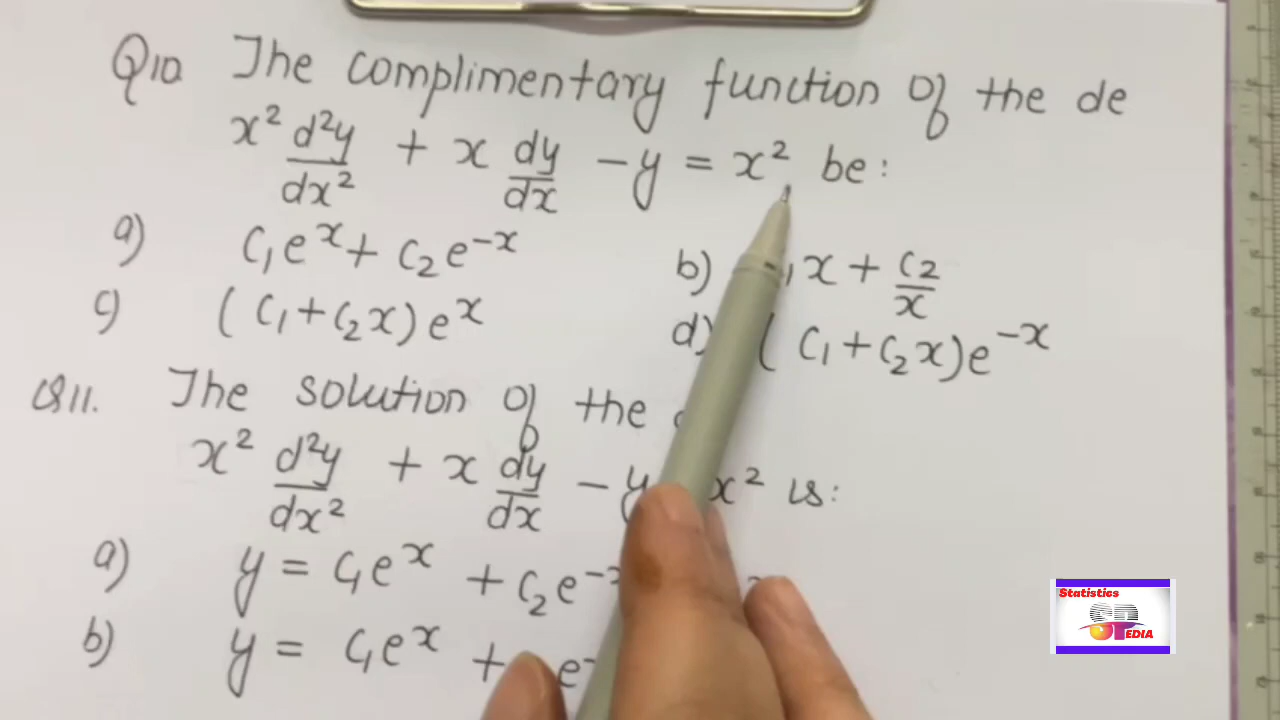 Q10 The complimentary function of the de
x² d²y/dx² + x dy/dx - y = x² be:
a) C₁eˣ + C₂e⁻ˣ
b) ₁x + C₂/x
c) (C₁ + C₂x) eˣ
d) (C₁ + C₂x)e⁻ˣ
Q11. The solution of the
x² d²y/dx² + x dy/dx - y x² is:
a) y = C₁eˣ + C₂e⁻
b) y = C₁eˣ + e⁻
Statistics
PEDIA